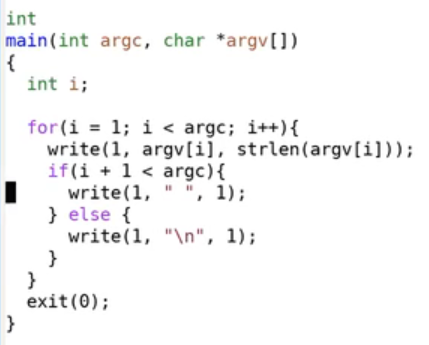 int
main(int argc, char *argv[])
{
  int i;

  for(i = 1; i < argc; i++){
    write(1, argv[i], strlen(argv[i]));
    if(i + 1 < argc){
      write(1, " ", 1);
    } else {
      write(1, "\n", 1);
    }
  }
  exit(0);
}